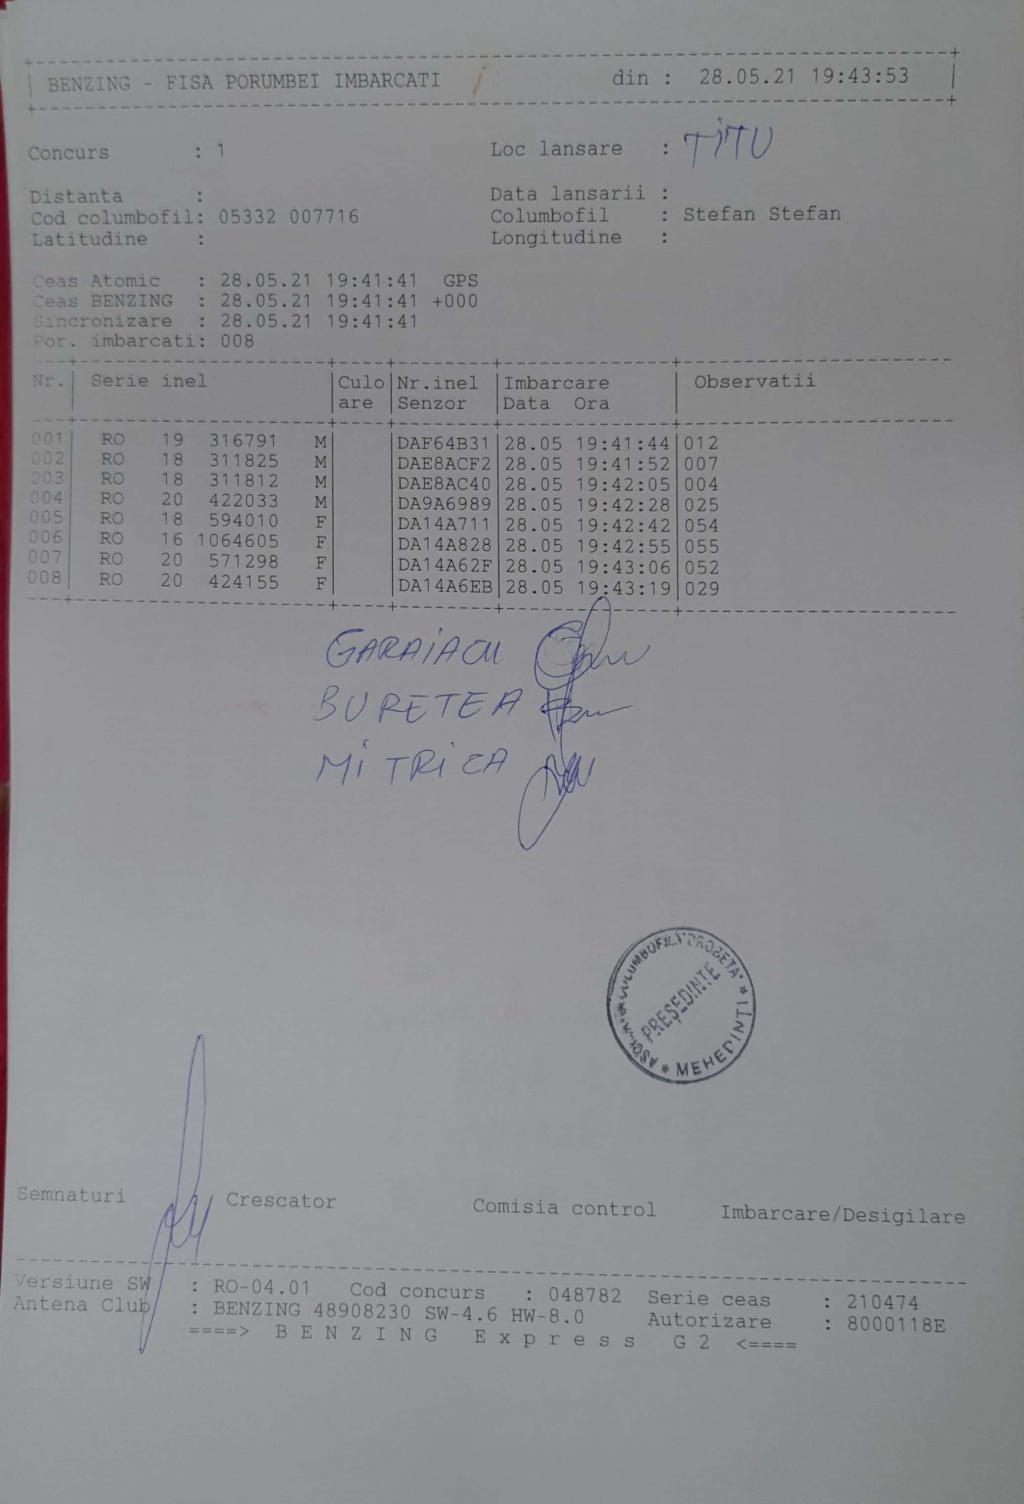 BENZING - FISA PORUMBEI IMBARCATI din : 28.05.21 19:43:53
Concurs : 1 Loc lansare : TITU
Distanta : Data lansarii :
Cod columbofil: 05332 007716 Columbofil : Stefan Stefan
Latitudine : Longitudine :
Ceas Atomic : 28.05.21 19:41:41 GPS
Ceas BENZING : 28.05.21 19:41:41 +000
Sincronizare : 28.05.21 19:41:41
Por. imbarcati: 008
Nr. Serie inel Culo Nr.inel Imbarcare Observatii
are Senzor Data Ora
001 RO 19 316791 M DAF64B31 28.05 19:41:44 012
002 RO 18 311825 M DAE8ACF2 28.05 19:41:52 007
003 RO 18 311812 M DAE8AC40 28.05 19:42:05 004
004 RO 20 422033 M DA9A6989 28.05 19:42:28 025
005 RO 18 594010 F DA14A711 28.05 19:42:42 054
006 RO 16 1064605 F DA14A828 28.05 19:42:55 055
007 RO 20 571298 F DA14A62F 28.05 19:43:06 052
008 RO 20 424155 F DA14A6EB 28.05 19:43:19 029
BURETEA
MITRICA
PREŞEDINTE
* MEHEDINTI *
Semnaturi Crescator Comisia control Imbarcare/Desigilare
Versiune SW : RO-04.01 Cod concurs : 048782 Serie ceas : 210474
Antena Club : BENZING 48908230 SW-4.6 HW-8.0 Autorizare : 8000118E
====> B E N Z I N G E x p r e s s G 2 <====